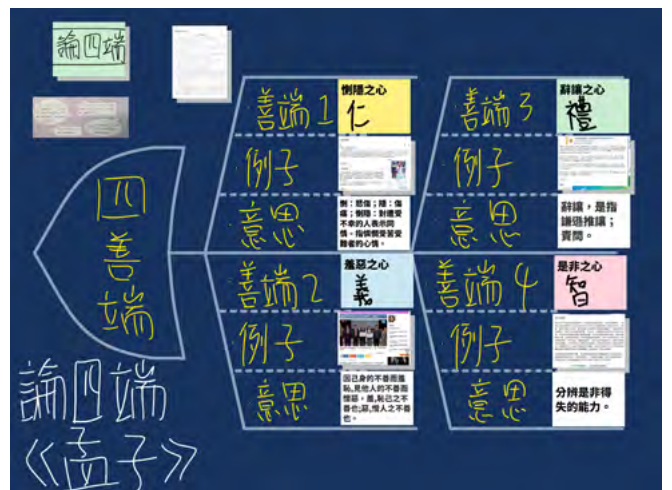 論四端
四善端
論四端
《孟子》
善端1
惻隱之心
仁
例子
意思
惻：悲傷；隱：傷
痛；惻隱：對遭受
不幸的人表示同
情。指憐憫受苦受
難者的心情。
善端2
羞惡之心
義
例子
意思
因己身的不善而羞
恥,見他人的不善而
憎惡。羞,恥己之不
善也;惡,憎人之不善
也。
善端3
辭讓之心
禮
例子
意思
辭讓，是指
謙遜推讓；
責問。
善端4
是非之心
智
例子
意思
分辨是非得
失的能力。